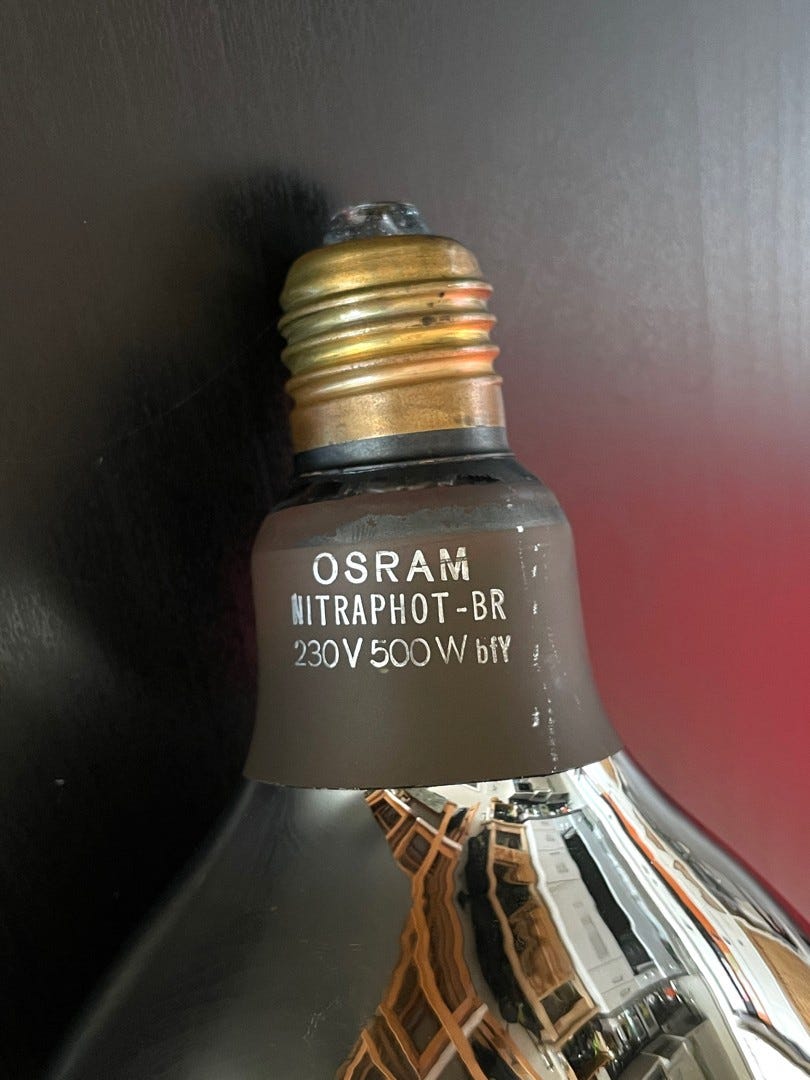 OSRAM
NITRAPHOT-BR
230V 500W bfY